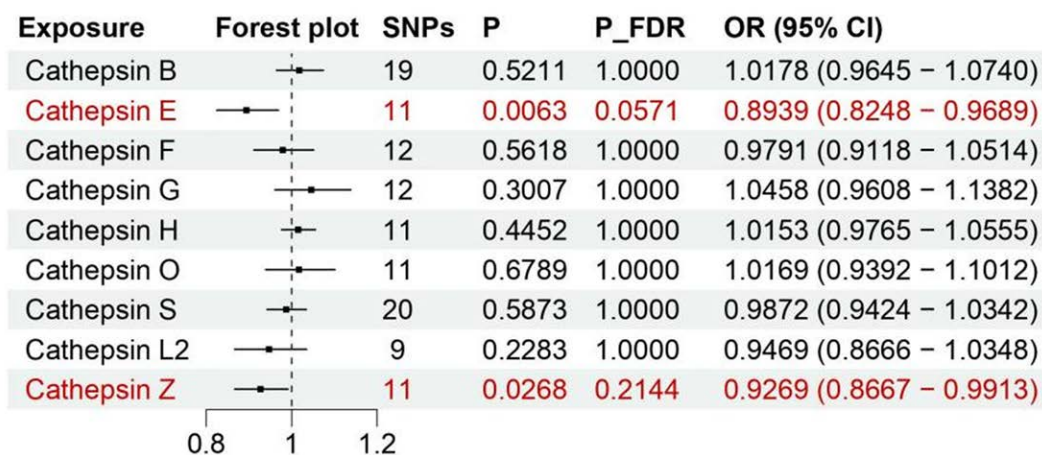 Exposure Forest plot SNPs P P_FDR OR (95% CI)
Cathepsin B 19 0.5211 1.0000 1.0178 (0.9645 − 1.0740)
Cathepsin E 11 0.0063 0.0571 0.8939 (0.8248 − 0.9689)
Cathepsin F 12 0.5618 1.0000 0.9791 (0.9118 − 1.0514)
Cathepsin G 12 0.3007 1.0000 1.0458 (0.9608 − 1.1382)
Cathepsin H 11 0.4452 1.0000 1.0153 (0.9765 − 1.0555)
Cathepsin O 11 0.6789 1.0000 1.0169 (0.9392 − 1.1012)
Cathepsin S 20 0.5873 1.0000 0.9872 (0.9424 − 1.0342)
Cathepsin L2 9 0.2283 1.0000 0.9469 (0.8666 − 1.0348)
Cathepsin Z 11 0.0268 0.2144 0.9269 (0.8667 − 0.9913)
0.8 1 1.2